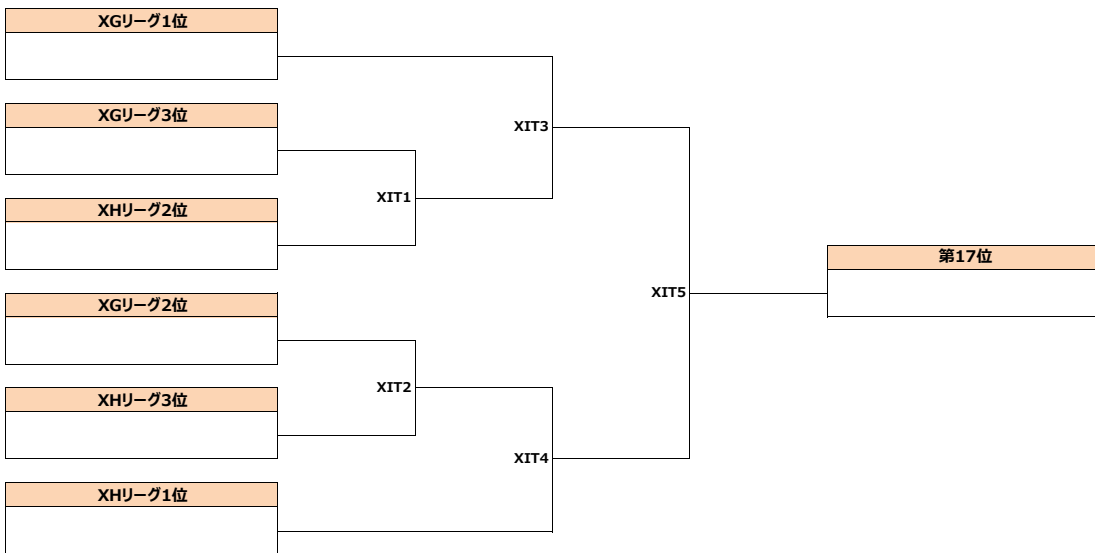 XGリーグ1位
XGリーグ3位
XIT3
XIT1
XHリーグ2位
第17位
XGリーグ2位
XIT5
XIT2
XHリーグ3位
XIT4
XHリーグ1位